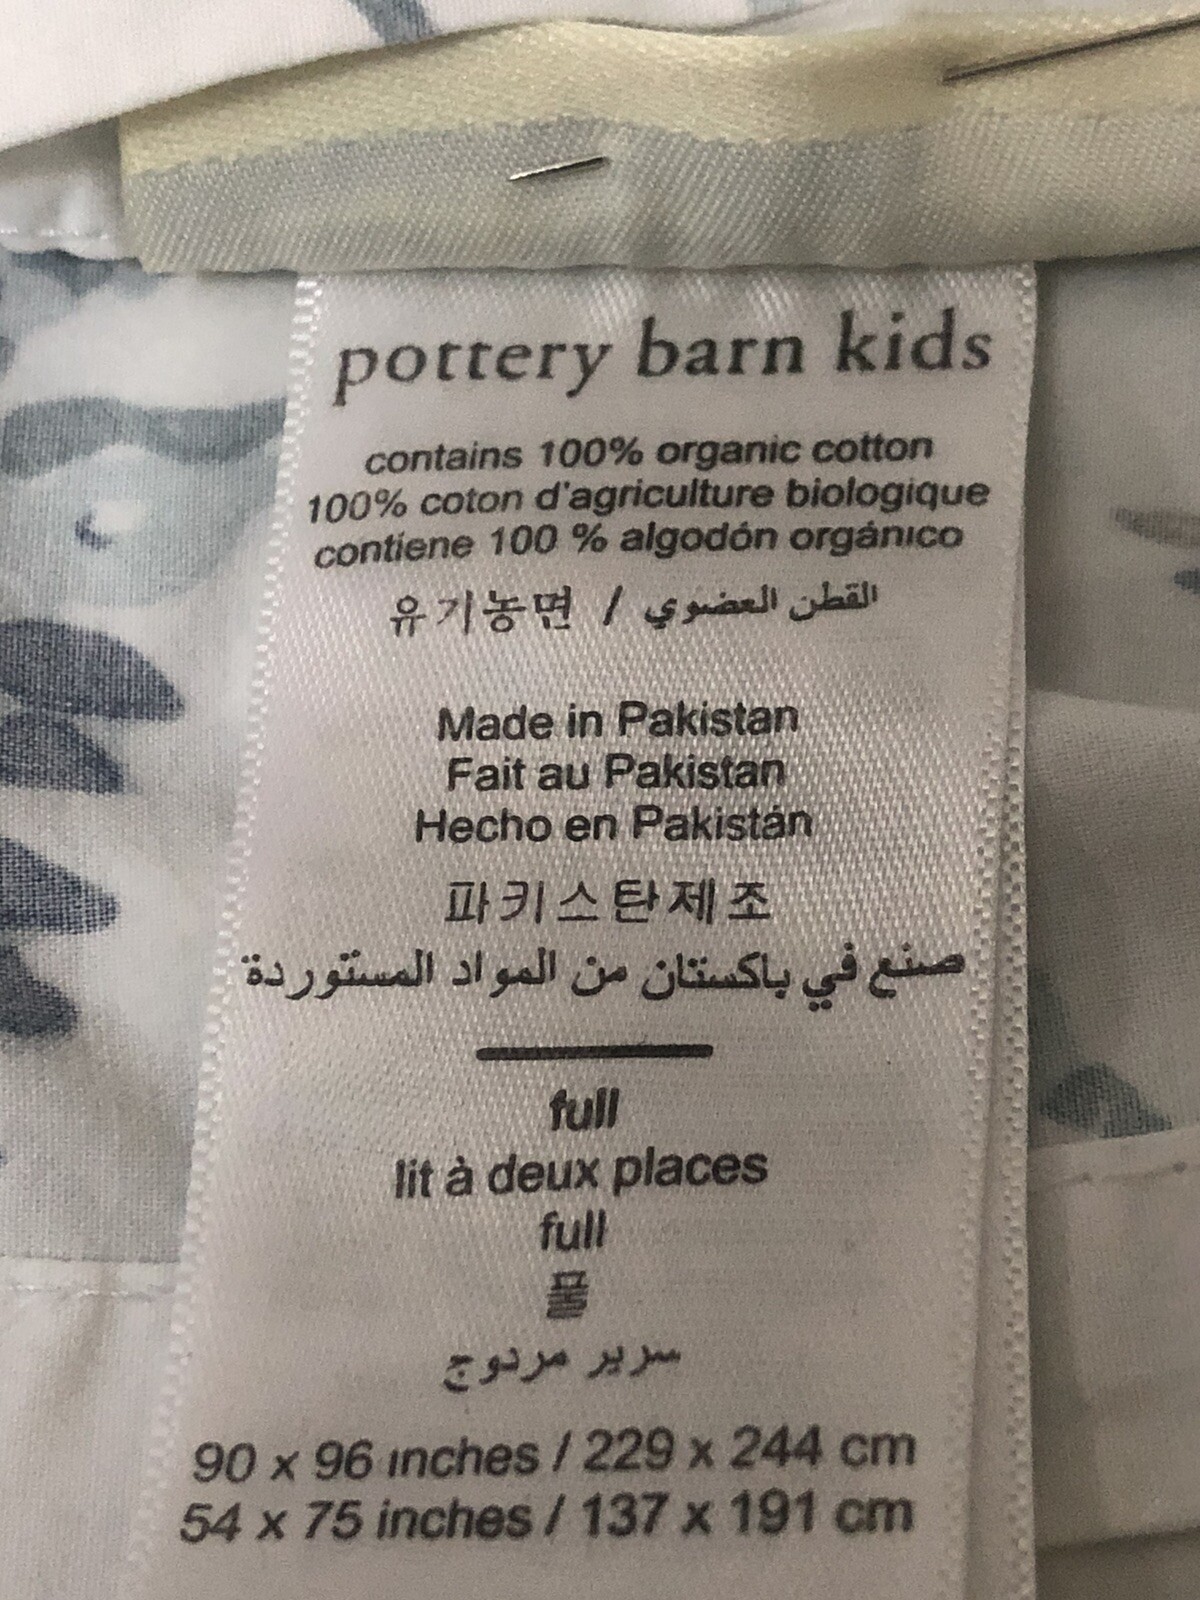 pottery barn kids
contains 100% organic cotton
100% coton d'agriculture biologique
contiene 100 % algodón orgánico
유기농면 / القطن العضوي
Made in Pakistan
Fait au Pakistan
Hecho en Pakistán
파키스탄제조
صنع في باكستان من المواد المستوردة
full
lit à deux places
full
풀
سرير مردوج
90 x 96 inches / 229 x 244 cm
54 x 75 inches / 137 x 191 cm